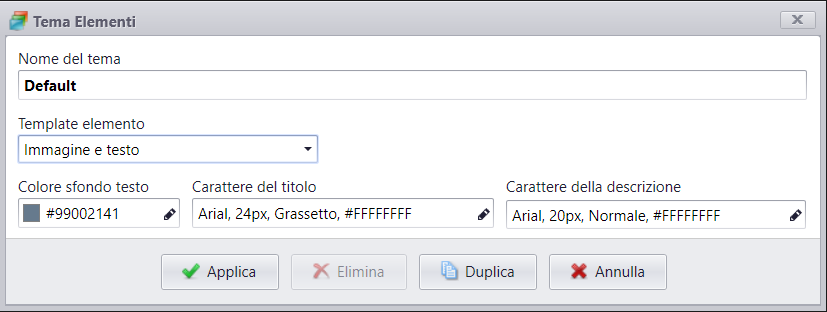 Tema Elementi
Nome del tema
Default
Template elemento
Immagine e testo
Colore sfondo testo Carattere del titolo Carattere della descrizione
#99002141 Arial, 24px, Grassetto, #FFFFFFFF Arial, 20px, Normale, #FFFFFFFF
Applica Elimina Duplica Annulla